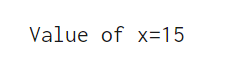 Value of x=15